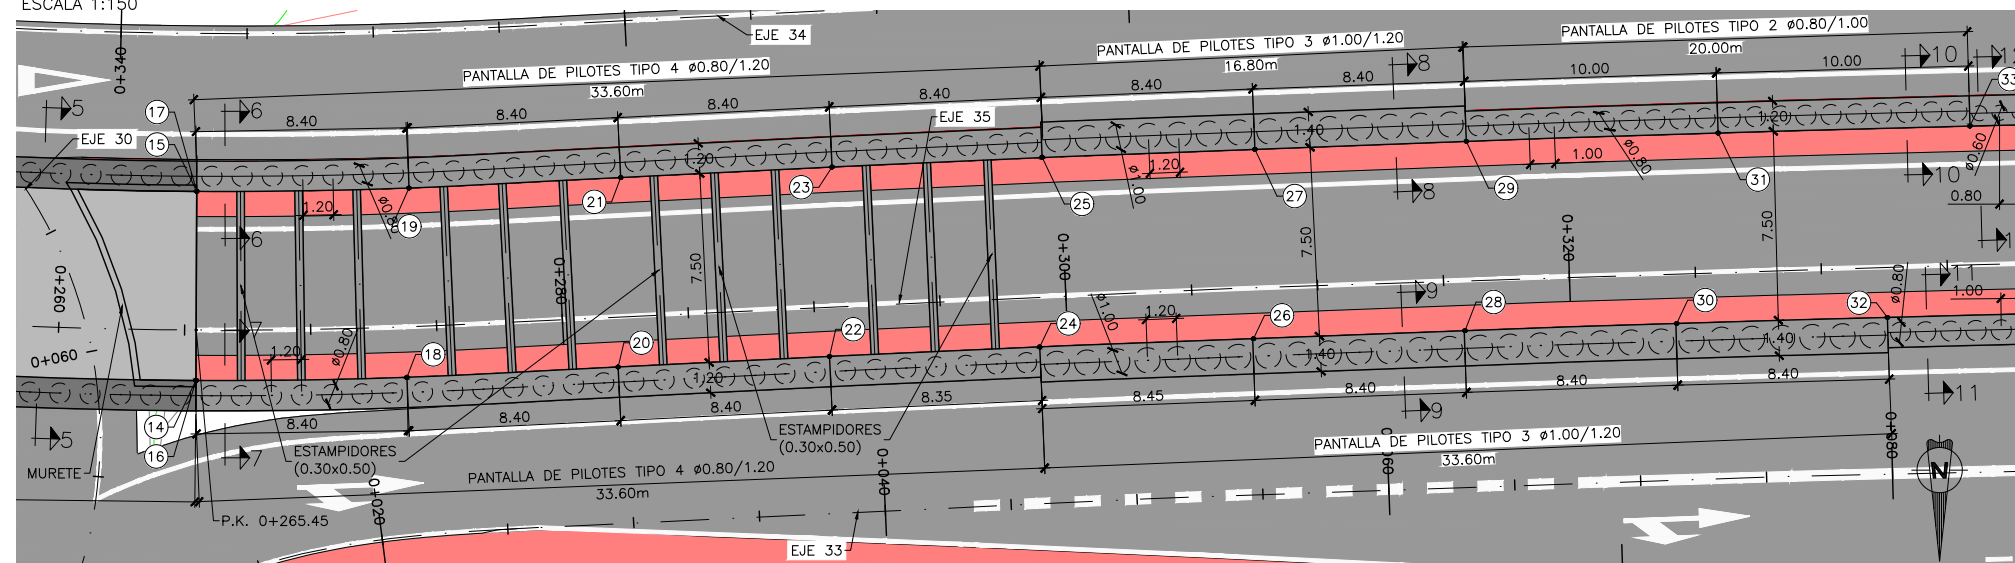 ESCALA 1:150
EJE 34
PANTALLA DE PILOTES TIPO 2 ø0.80/1.00
20.00m
PANTALLA DE PILOTES TIPO 3 ø1.00/1.20
16.80m
PANTALLA DE PILOTES TIPO 4 ø0.80/1.20
33.60m
0+340
5
6
8
10
17
15
EJE 30
8.40
8.40
8.40
8.40
8.40
8.40
10.00
10.00
EJE 35
33
1.20
1.40
1.20
1.20
ø1.00
1.00
ø0.80
ø0.60
1.20
ø0.80
19
21
23
25
27
29
31
8
10
0.80
6
7.50
7.50
7.50
0+260
0+280
0+300
0+320
9
11
1.00
ø0.80
7
0+060
1.20
ø0.80
18
20
22
24
26
28
30
32
ø1.00
1.20
1.20
1.40
1.40
8.40
8.40
8.40
8.35
8.45
8.40
8.40
8.40
14
16
5
7
9
11
MURETE
ESTAMPIDORES
(0.30x0.50)
ESTAMPIDORES
(0.30x0.50)
PANTALLA DE PILOTES TIPO 3 ø1.00/1.20
33.60m
PANTALLA DE PILOTES TIPO 4 ø0.80/1.20
33.60m
P.K. 0+265.45
0+020
0+040
0+080
EJE 33
N